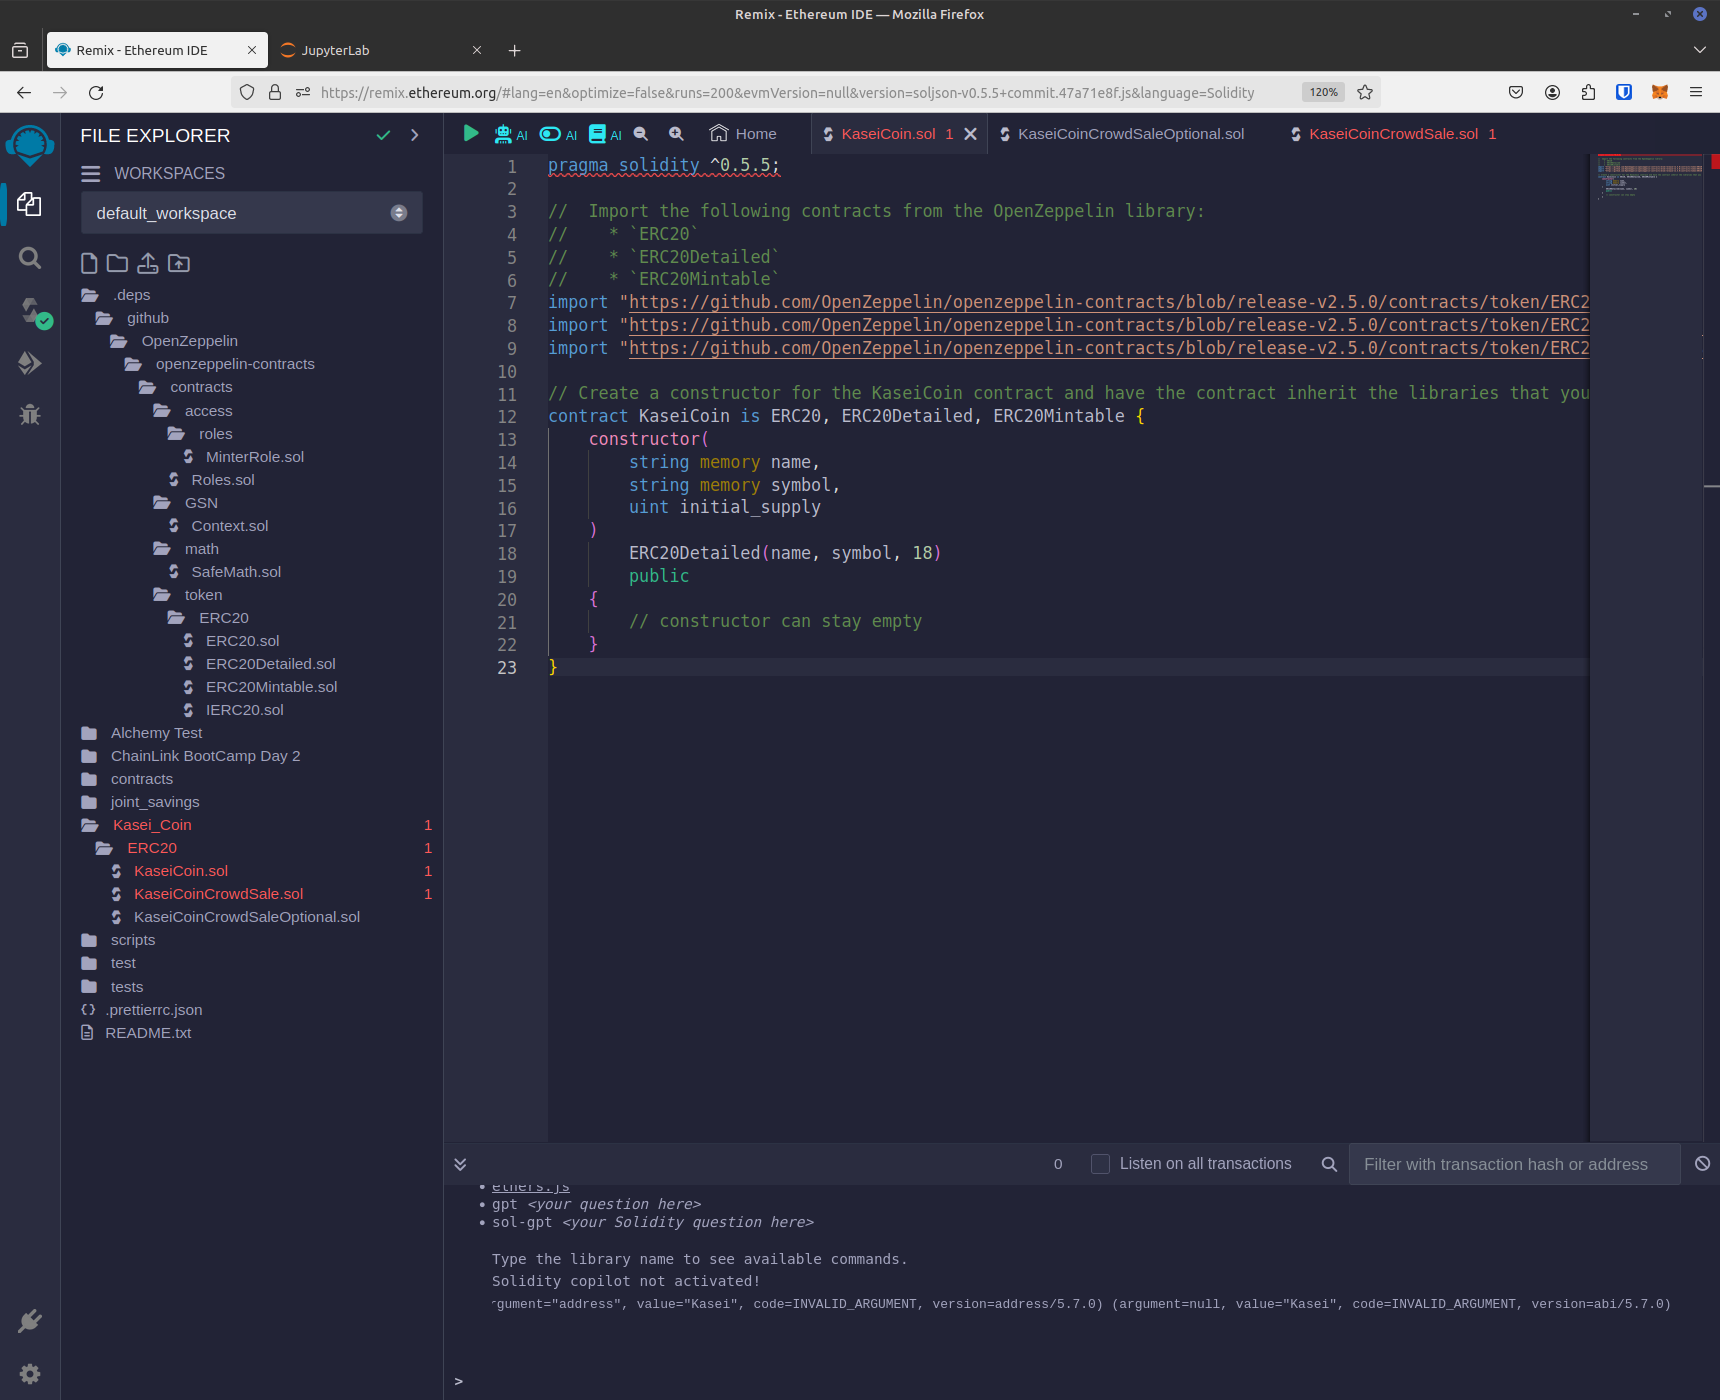 Remix - Ethereum IDE — Mozilla Firefox
Remix - Ethereum IDE
JupyterLab
https://remix.ethereum.org/#lang=en&optimize=false&runs=200&evmVersion=null&version=soljson-v0.5.5+commit.47a71e8f.js&language=Solidity
120%
FILE EXPLORER
WORKSPACES
default_workspace
.deps
github
OpenZeppelin
openzeppelin-contracts
contracts
access
roles
MinterRole.sol
Roles.sol
GSN
Context.sol
math
SafeMath.sol
token
ERC20
ERC20.sol
ERC20Detailed.sol
ERC20Mintable.sol
IERC20.sol
Alchemy Test
ChainLink BootCamp Day 2
contracts
joint_savings
Kasei_Coin 1
ERC20 1
KaseiCoin.sol 1
KaseiCoinCrowdSale.sol 1
KaseiCoinCrowdSaleOptional.sol
scripts
test
tests
.prettierrc.json
README.txt
AI AI AI Home KaseiCoin.sol 1 KaseiCoinCrowdSaleOptional.sol KaseiCoinCrowdSale.sol 1
1 pragma solidity ^0.5.5;
2
3 //  Import the following contracts from the OpenZeppelin library:
4 //    * `ERC20`
5 //    * `ERC20Detailed`
6 //    * `ERC20Mintable`
7 import "https://github.com/OpenZeppelin/openzeppelin-contracts/blob/release-v2.5.0/contracts/token/ERC2
8 import "https://github.com/OpenZeppelin/openzeppelin-contracts/blob/release-v2.5.0/contracts/token/ERC2
9 import "https://github.com/OpenZeppelin/openzeppelin-contracts/blob/release-v2.5.0/contracts/token/ERC2
10
11 // Create a constructor for the KaseiCoin contract and have the contract inherit the libraries that you
12 contract KaseiCoin is ERC20, ERC20Detailed, ERC20Mintable {
13     constructor(
14         string memory name,
15         string memory symbol,
16         uint initial_supply
17     )
18         ERC20Detailed(name, symbol, 18)
19         public
20     {
21         // constructor can stay empty
22     }
23 }
0
Listen on all transactions
Filter with transaction hash or address
• ethers.js
• gpt <your question here>
• sol-gpt <your Solidity question here>
Type the library name to see available commands.
Solidity copilot not activated!
rgument="address", value="Kasei", code=INVALID_ARGUMENT, version=address/5.7.0) (argument=null, value="Kasei", code=INVALID_ARGUMENT, version=abi/5.7.0)
>